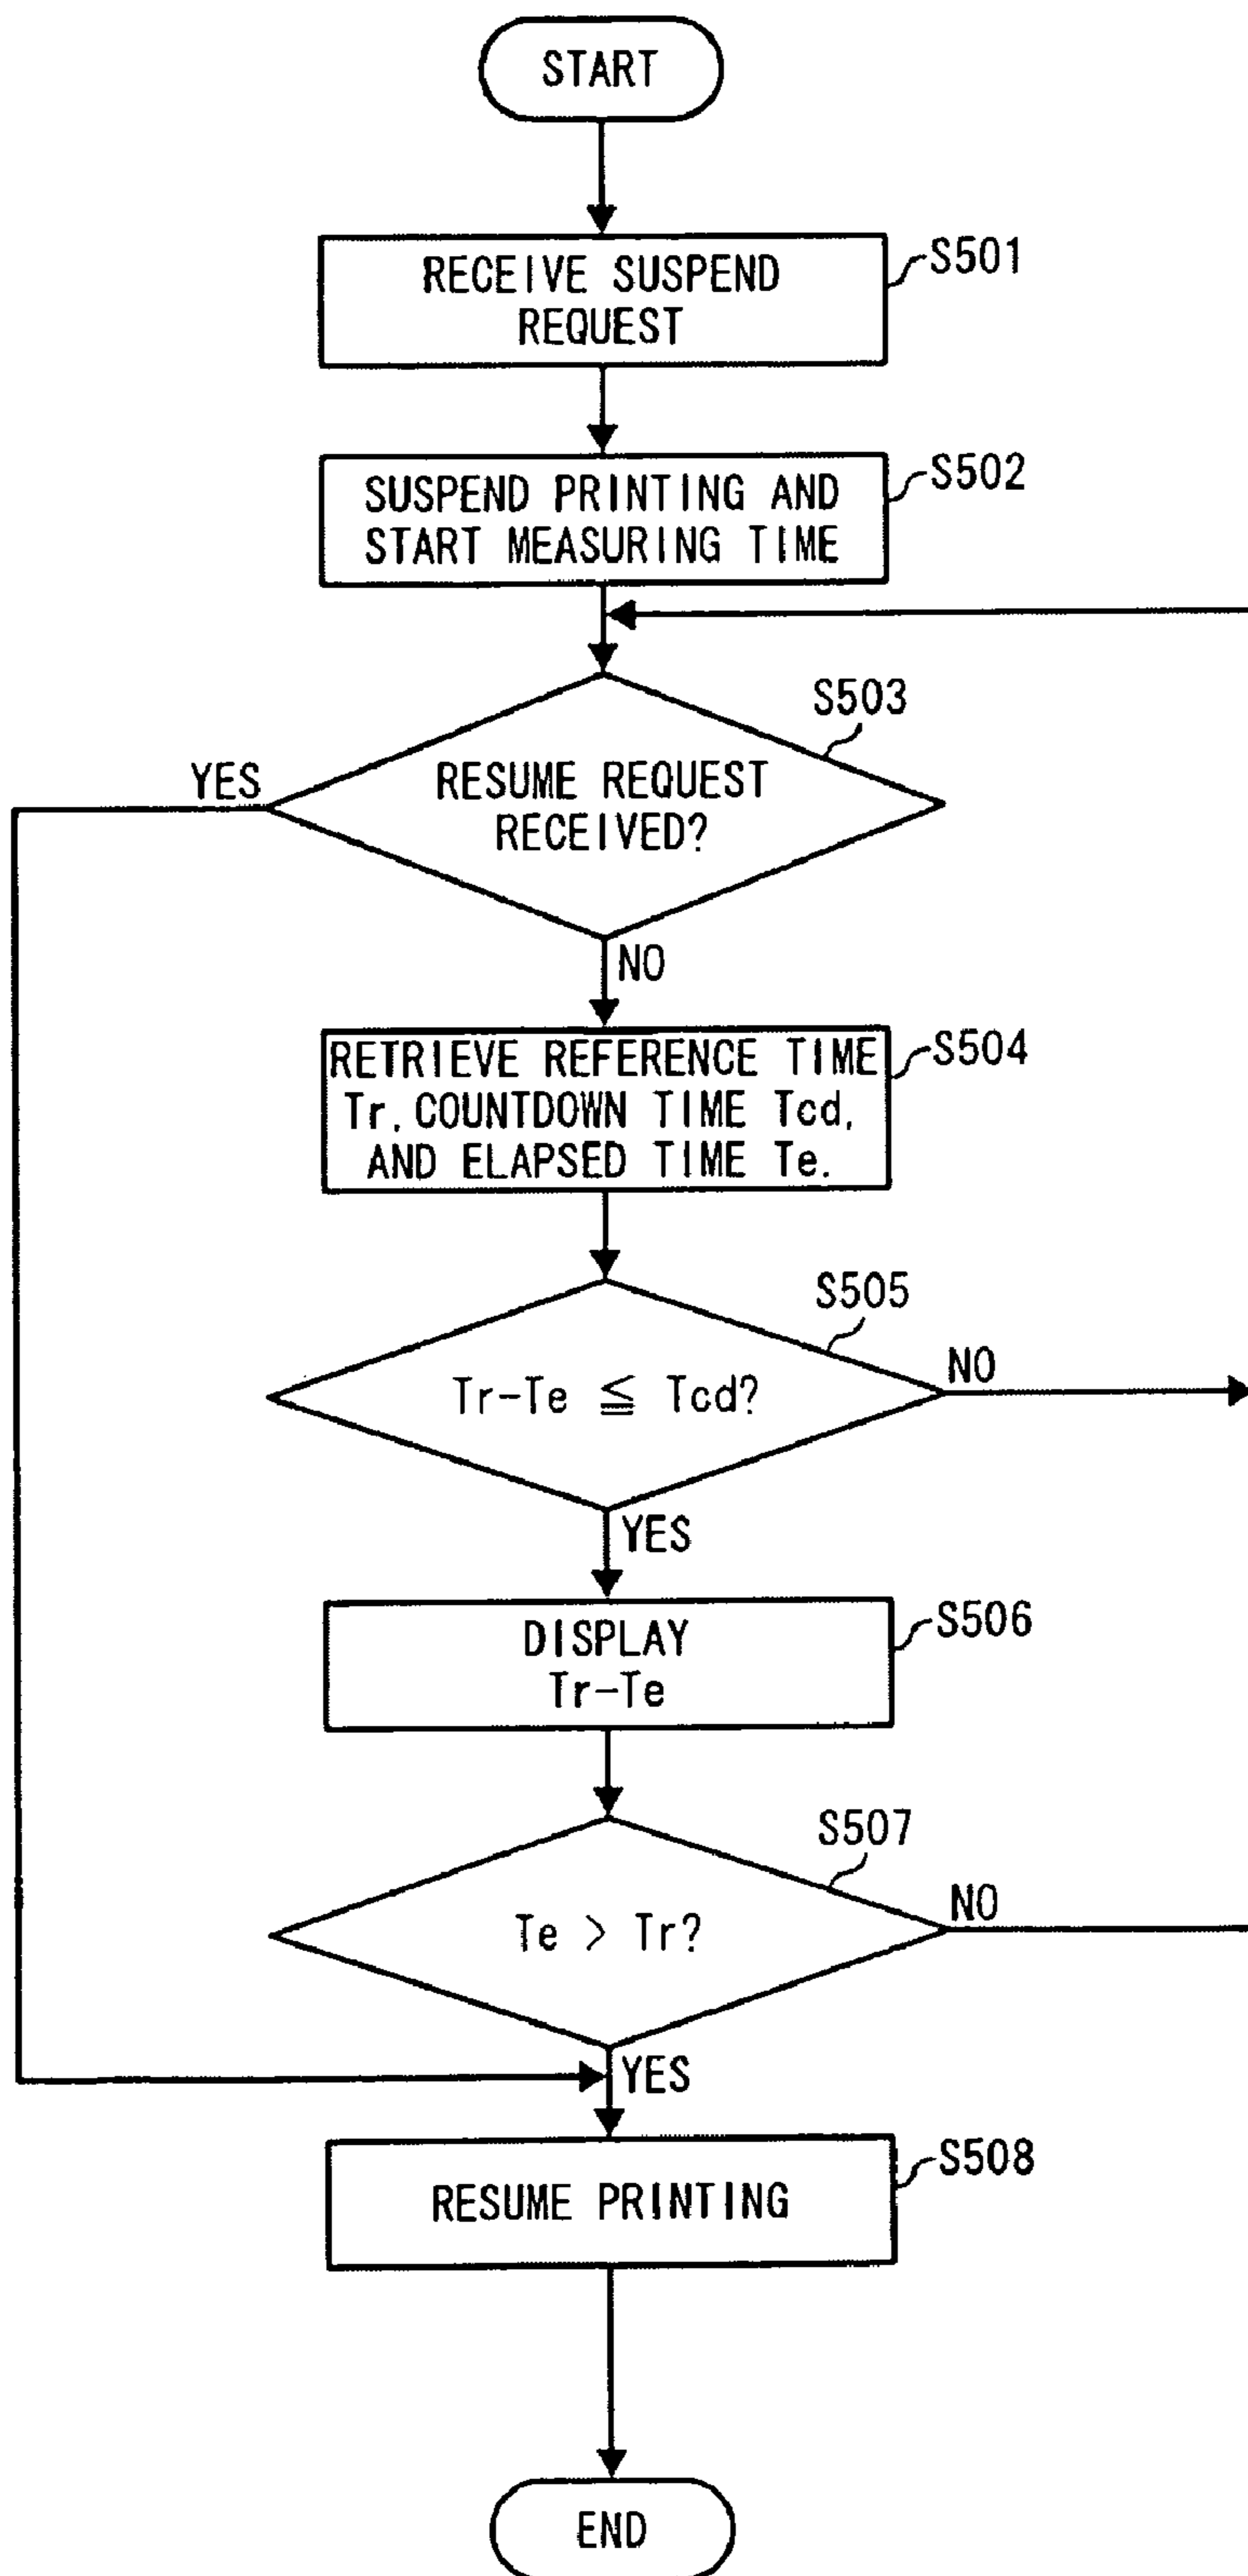 START
RECEIVE SUSPEND
REQUEST
S501
SUSPEND PRINTING AND
START MEASURING TIME
S502
S503
YES
RESUME REQUEST
RECEIVED?
NO
RETRIEVE REFERENCE TIME
Tr, COUNTDOWN TIME Tcd,
AND ELAPSED TIME Te.
S504
S505
Tr-Te ≦ Tcd?
NO
YES
DISPLAY
Tr-Te
S506
S507
Te > Tr?
NO
YES
RESUME PRINTING
S508
END